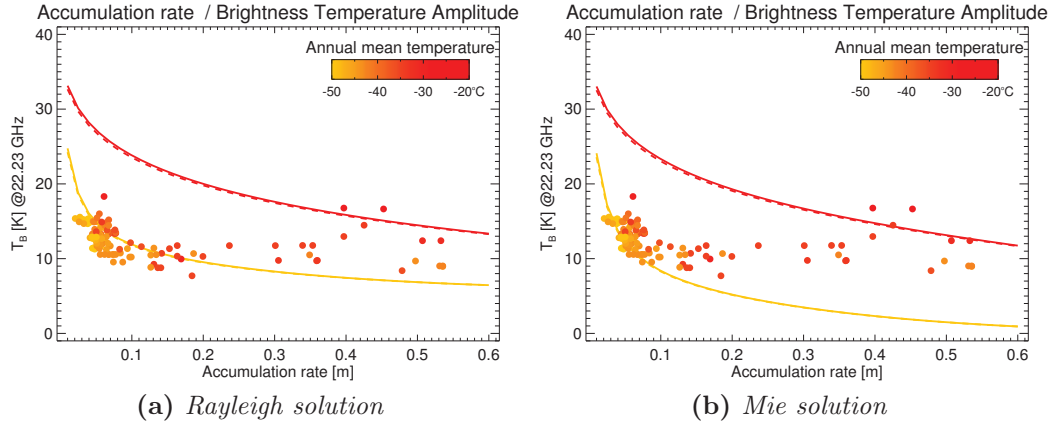 Accumulation rate / Brightness Temperature Amplitude
40
30
20
10
0
T_B [K] @22.23 GHz
Annual mean temperature
-50 -40 -30 -20°C
0.1 0.2 0.3 0.4 0.5 0.6
Accumulation rate [m]
(a) Rayleigh solution
Accumulation rate / Brightness Temperature Amplitude
40
30
20
10
0
T_B [K] @22.23 GHz
Annual mean temperature
-50 -40 -30 -20°C
0.1 0.2 0.3 0.4 0.5 0.6
Accumulation rate [m]
(b) Mie solution